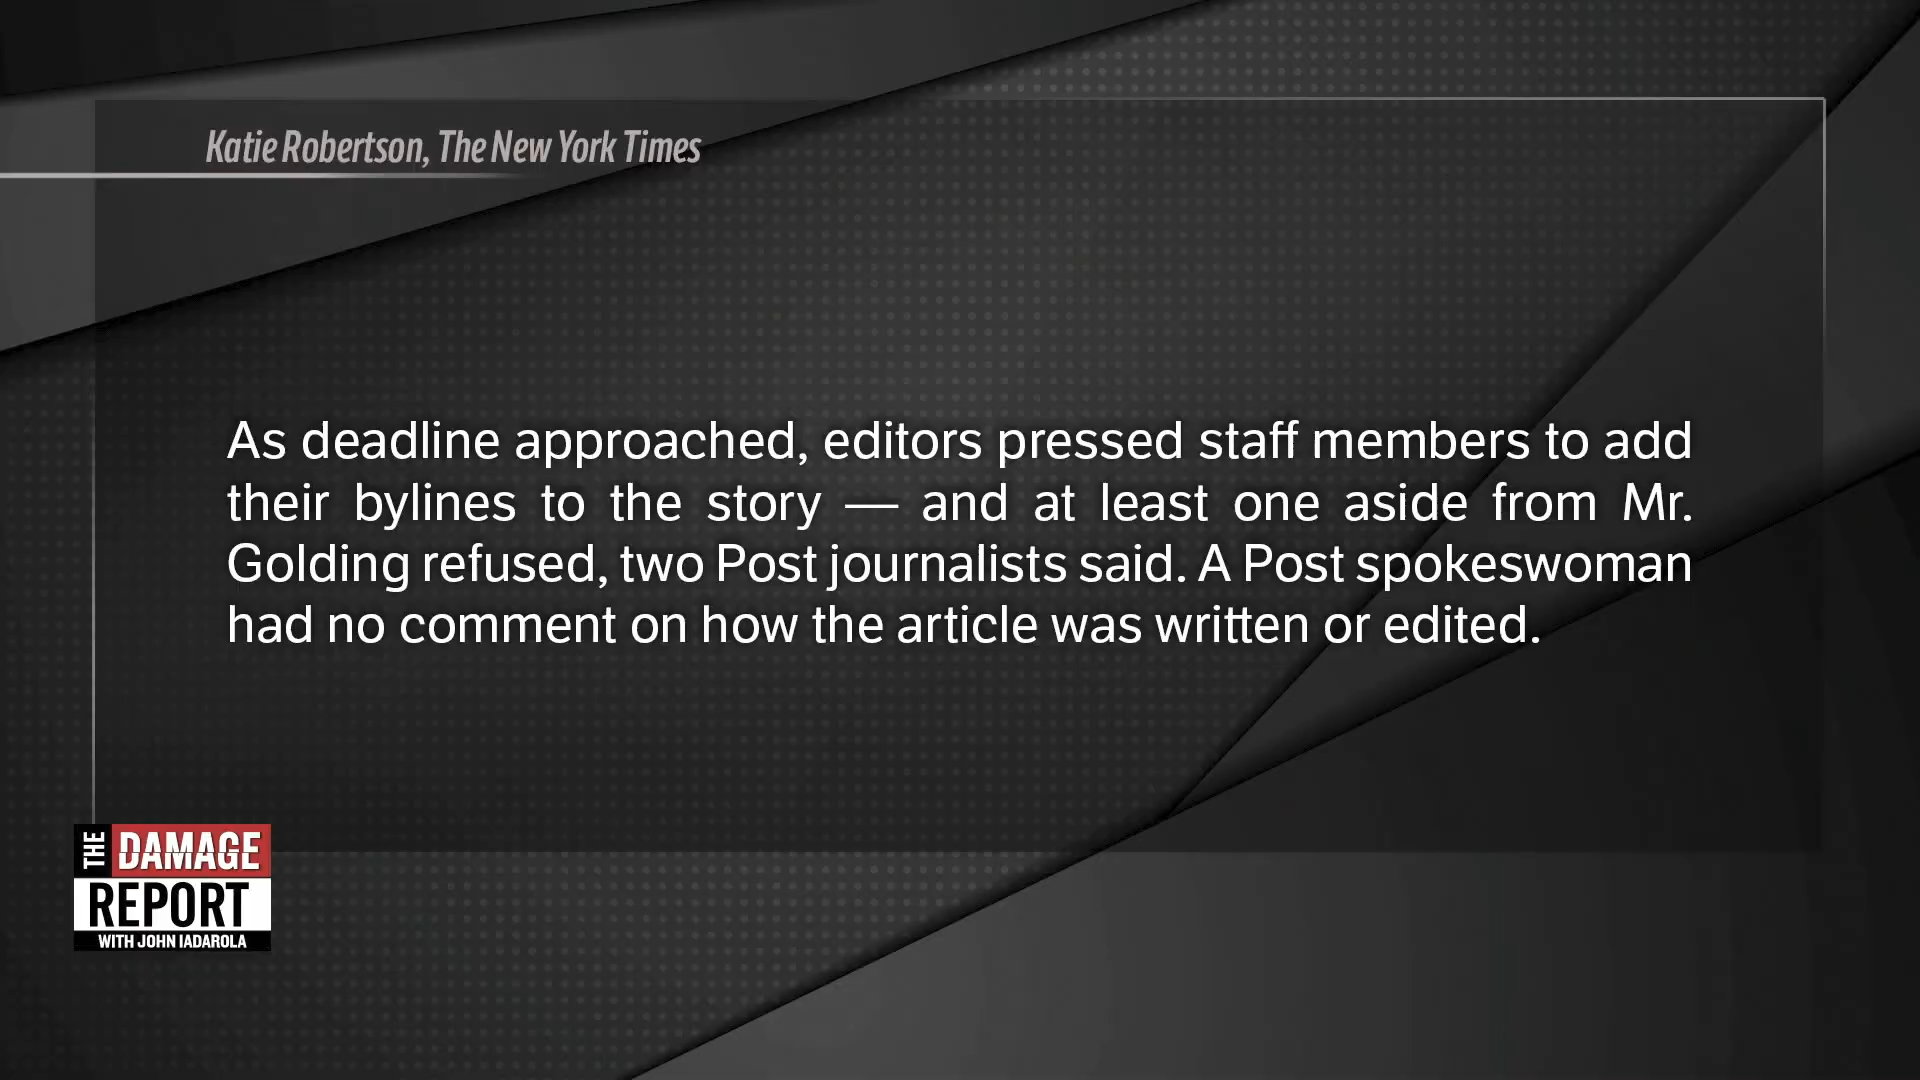 Katie Robertson, The New York Times
As deadline approached, editors pressed staff members to add
their bylines to the story — and at least one aside from Mr.
Golding refused, two Post journalists said. A Post spokeswoman
had no comment on how the article was written or edited.
THE DAMAGE
REPORT
WITH JOHN IADAROLA